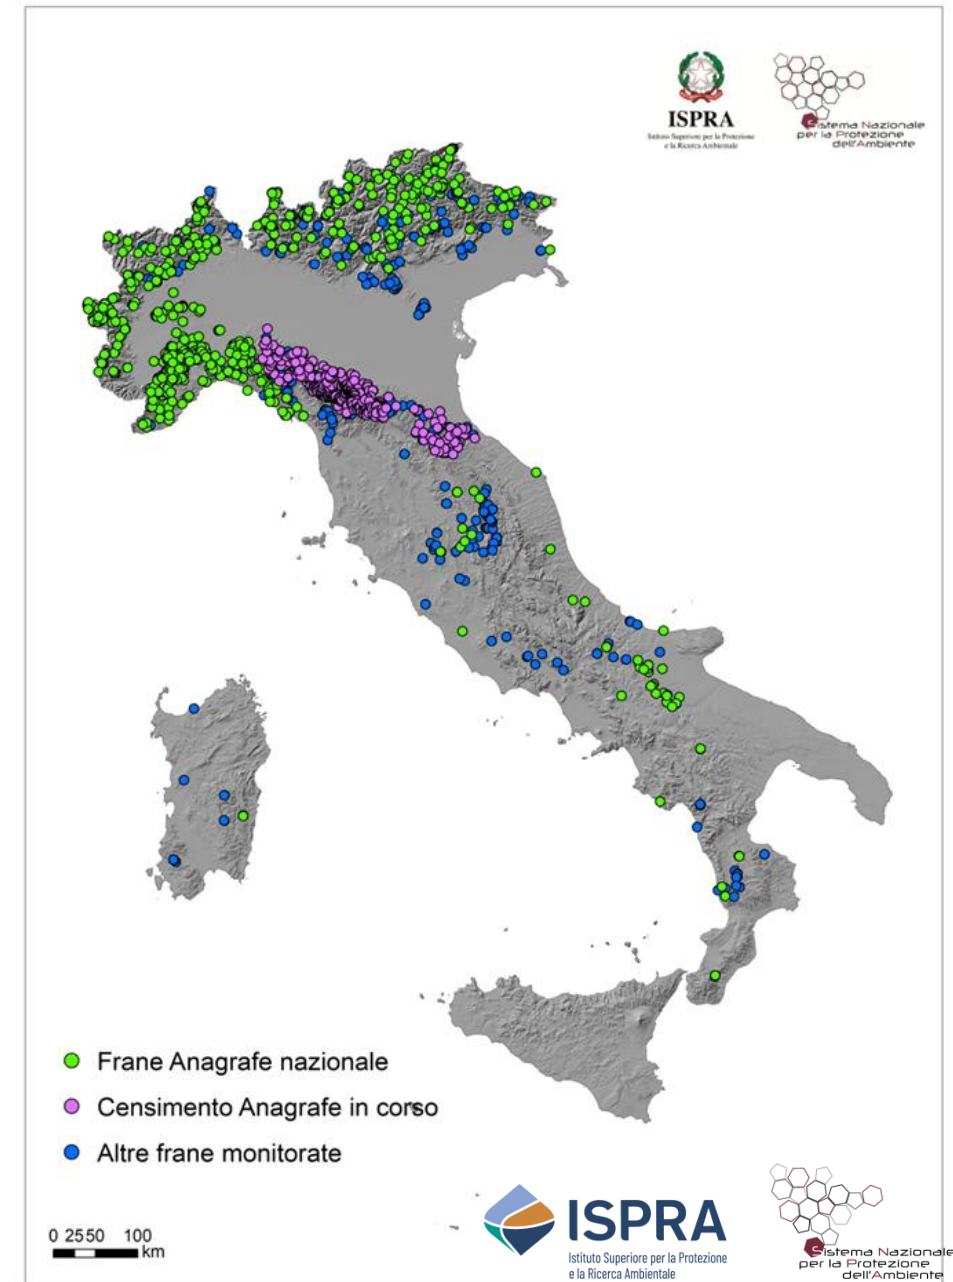 ISPRA
Istituto Superiore per la Protezione
e la Ricerca Ambientale
Sistema Nazionale
per la Protezione
dell'Ambiente
Frane Anagrafe nazionale
Censimento Anagrafe in corso
Altre frane monitorate
0 25 50 100
km
ISPRA
Istituto Superiore per la Protezione
e la Ricerca Ambientale
Sistema Nazionale
per la Protezione
dell'Ambiente